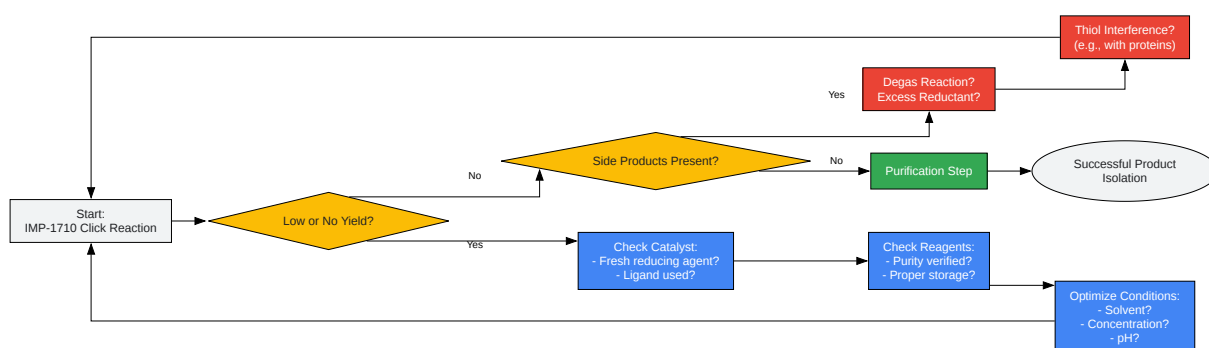 Thiol Interference?
(e.g., with proteins)
Degas Reaction?
Excess Reductant?
Yes
Side Products Present?
No
Purification Step
Successful Product
Isolation
No
Start:
IMP-1710 Click Reaction
Low or No Yield?
Yes
Check Catalyst:
- Fresh reducing agent?
- Ligand used?
Check Reagents:
- Purity verified?
- Proper storage?
Optimize Conditions:
- Solvent?
- Concentration?
- pH?